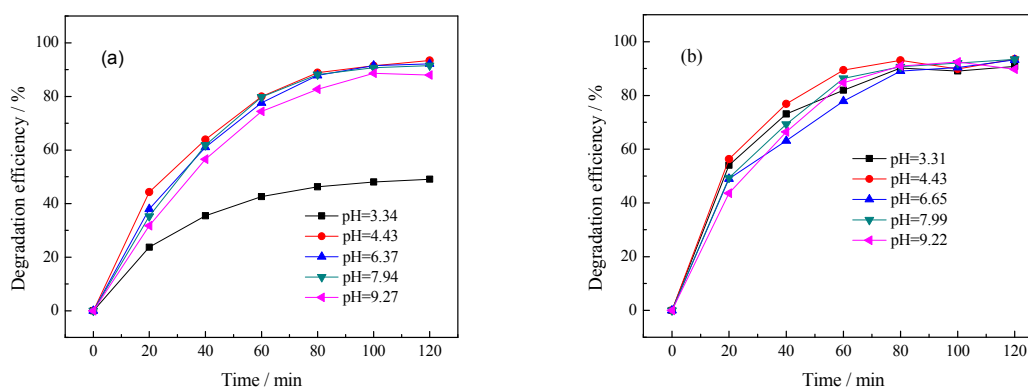 (a)
Degradation efficiency / %
100
80
60
40
20
0
pH=3.34
pH=4.43
pH=6.37
pH=7.94
pH=9.27
0 20 40 60 80 100 120
Time / min
(b)
Degradation efficiency / %
100
80
60
40
20
0
pH=3.31
pH=4.43
pH=6.65
pH=7.99
pH=9.22
0 20 40 60 80 100 120
Time / min